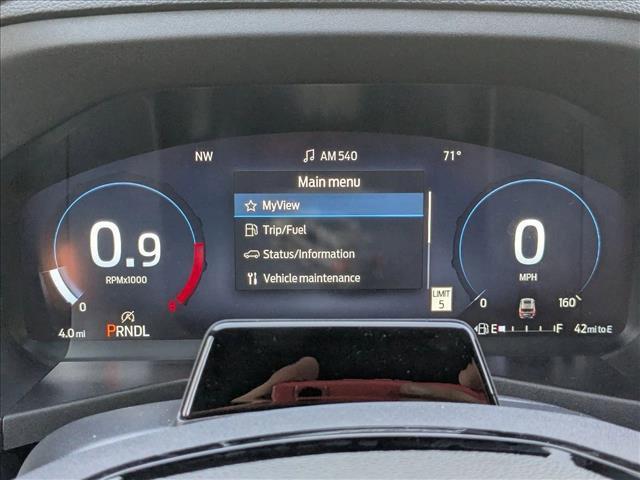 NW AM 540 71°
Main menu
MyView
Trip/Fuel
Status/Information
Vehicle maintenance
0.9
RPMx1000
0 8
4.0 mi
PRNDL
0
MPH
LIMIT
5
0 160
E F 42 mi to E